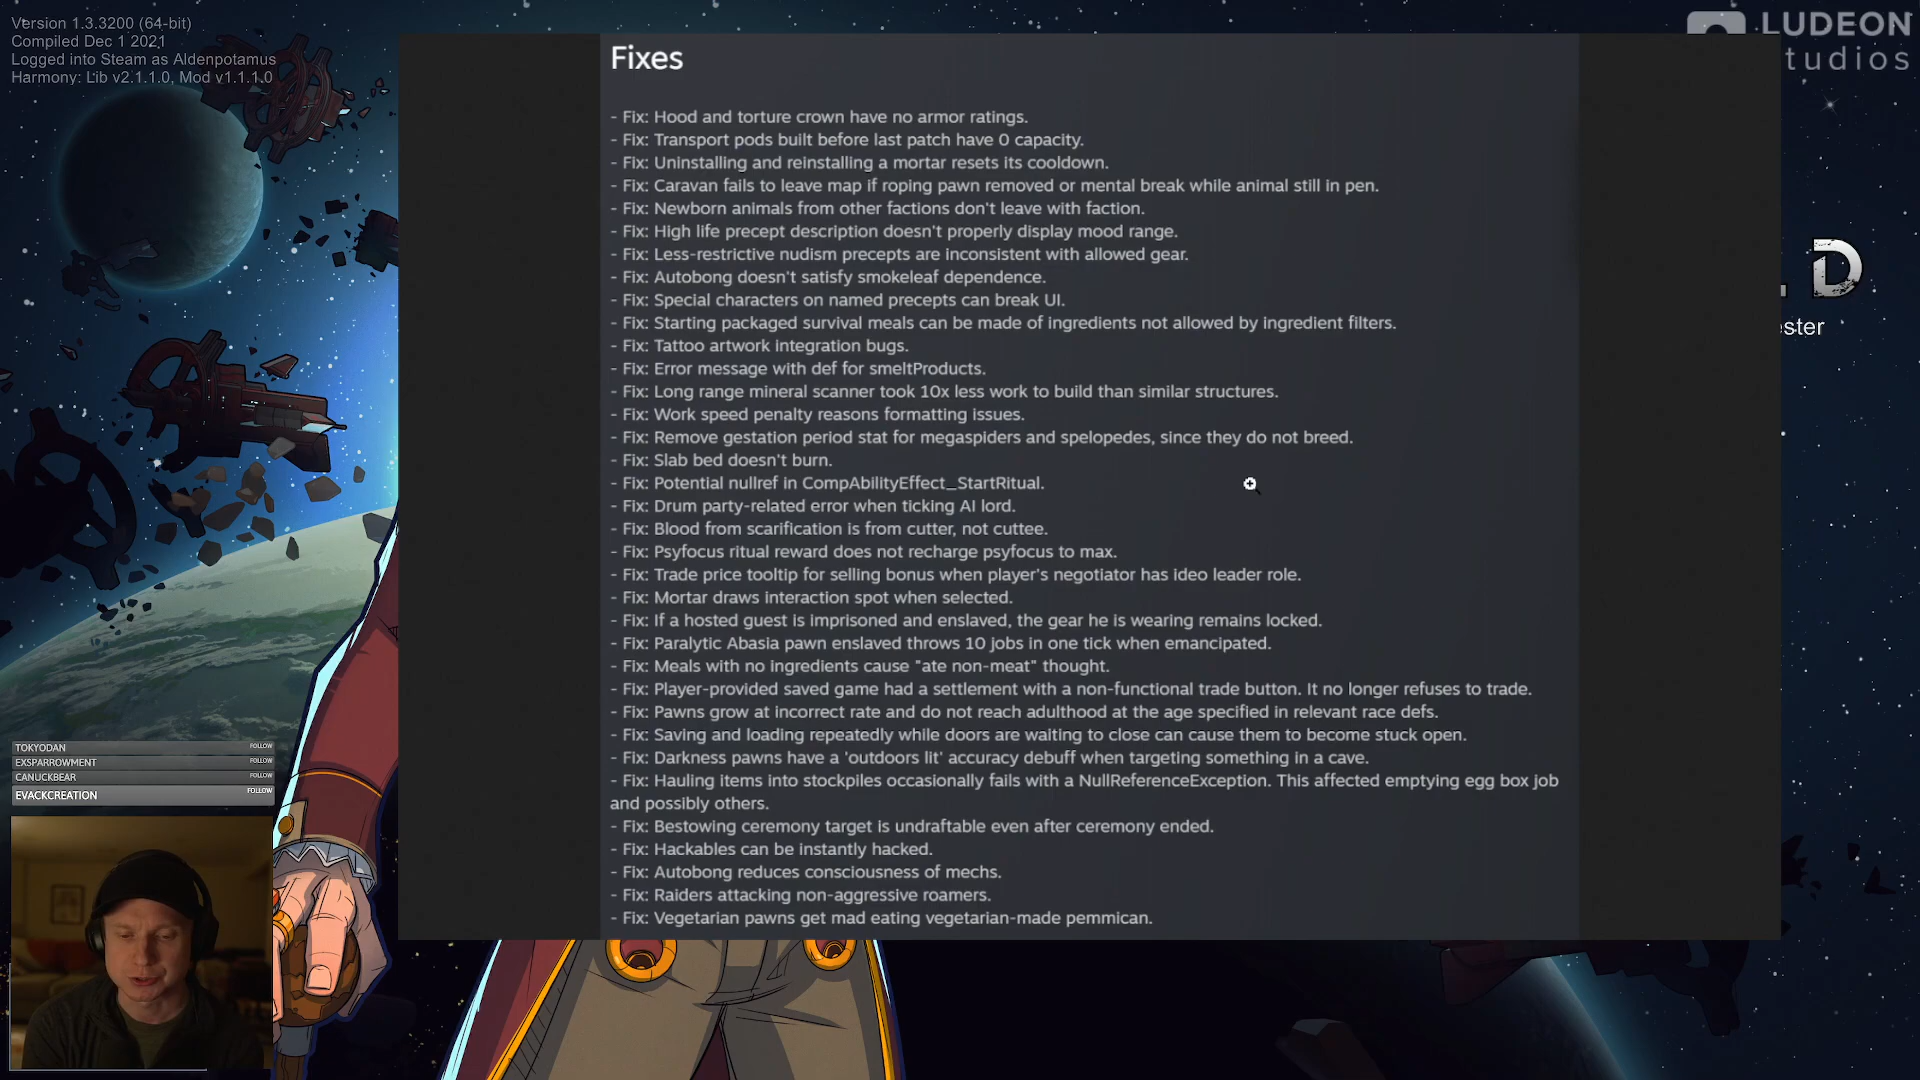 Version 1.3.3200 (64-bit)
Compiled Dec 1 2021
Logged into Steam as Aldenpotamus
Harmony: Lib v2.1.1.0, Mod v1.1.1.0
LUDEON
tudios
Fixes
- Fix: Hood and torture crown have no armor ratings.
- Fix: Transport pods built before last patch have 0 capacity.
- Fix: Uninstalling and reinstalling a mortar resets its cooldown.
- Fix: Caravan fails to leave map if roping pawn removed or mental break while animal still in pen.
- Fix: Newborn animals from other factions don't leave with faction.
- Fix: High life precept description doesn't properly display mood range.
- Fix: Less-restrictive nudism precepts are inconsistent with allowed gear.
- Fix: Autobong doesn't satisfy smokeleaf dependence.
- Fix: Special characters on named precepts can break UI.
- Fix: Starting packaged survival meals can be made of ingredients not allowed by ingredient filters.
- Fix: Tattoo artwork integration bugs.
- Fix: Error message with def for smeltProducts.
- Fix: Long range mineral scanner took 10x less work to build than similar structures.
- Fix: Work speed penalty reasons formatting issues.
- Fix: Remove gestation period stat for megaspiders and spelopedes, since they do not breed.
- Fix: Slab bed doesn't burn.
- Fix: Potential nullref in CompAbilityEffect_StartRitual.
- Fix: Drum party-related error when ticking AI lord.
- Fix: Blood from scarification is from cutter, not cuttee.
- Fix: Psyfocus ritual reward does not recharge psyfocus to max.
- Fix: Trade price tooltip for selling bonus when player's negotiator has ideo leader role.
- Fix: Mortar draws interaction spot when selected.
- Fix: If a hosted guest is imprisoned and enslaved, the gear he is wearing remains locked.
- Fix: Paralytic Abasia pawn enslaved throws 10 jobs in one tick when emancipated.
- Fix: Meals with no ingredients cause "ate non-meat" thought.
- Fix: Player-provided saved game had a settlement with a non-functional trade button. It no longer refuses to trade.
- Fix: Pawns grow at incorrect rate and do not reach adulthood at the age specified in relevant race defs.
- Fix: Saving and loading repeatedly while doors are waiting to close can cause them to become stuck open.
- Fix: Darkness pawns have a 'outdoors lit' accuracy debuff when targeting something in a cave.
- Fix: Hauling items into stockpiles occasionally fails with a NullReferenceException. This affected emptying egg box job
and possibly others.
- Fix: Bestowing ceremony target is undraftable even after ceremony ended.
- Fix: Hackables can be instantly hacked.
- Fix: Autobong reduces consciousness of mechs.
- Fix: Raiders attacking non-aggressive roamers.
- Fix: Vegetarian pawns get mad eating vegetarian-made pemmican.
D
ester
TOKYODAN FOLLOW
EXSPARROWMENT FOLLOW
CANUCKBEAR FOLLOW
EVACKCREATION FOLLOW